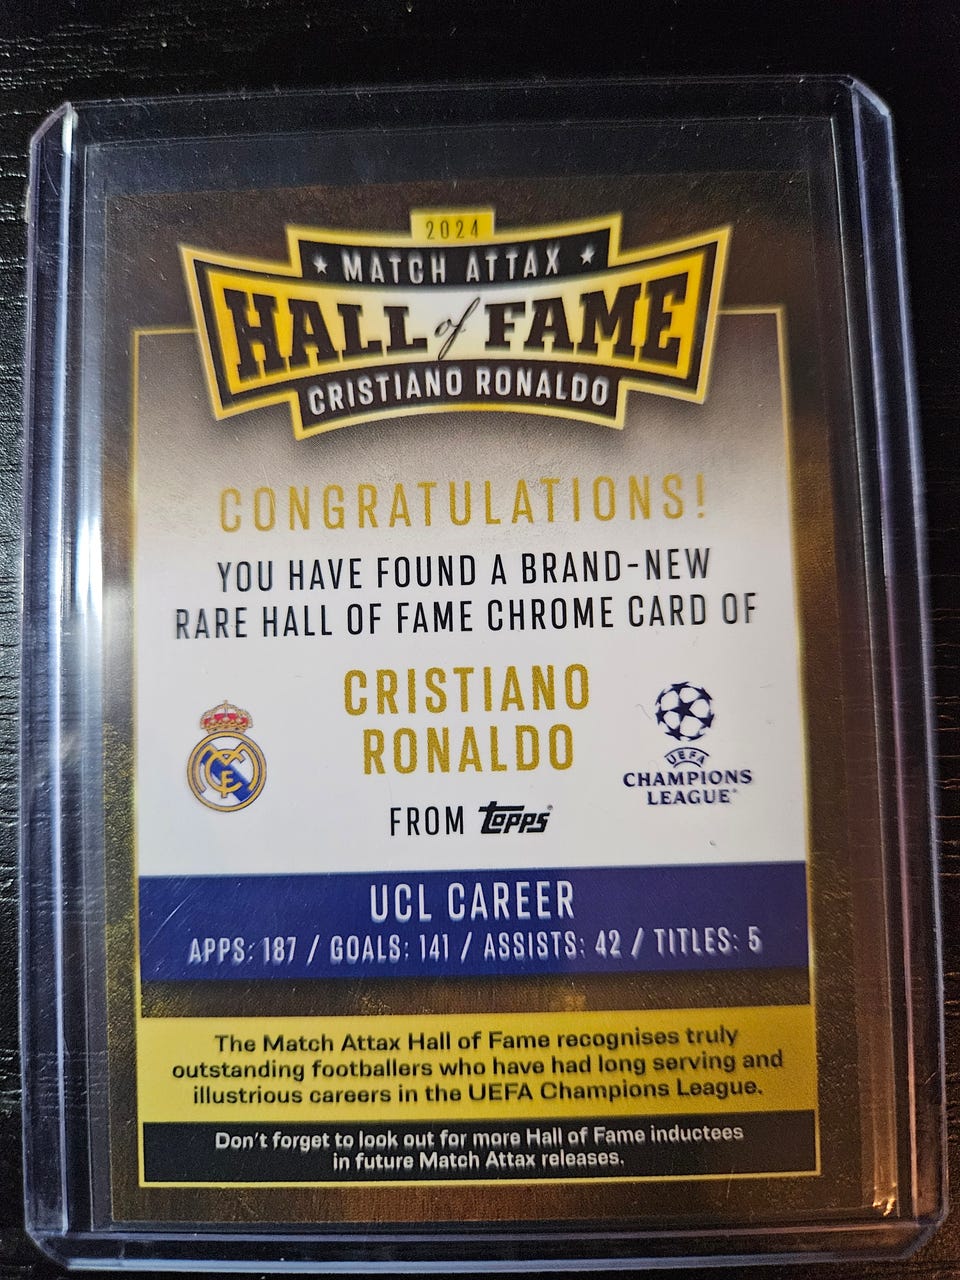 2024
MATCH ATTAX
HALL of FAME
CRISTIANO RONALDO
CONGRATULATIONS!
YOU HAVE FOUND A BRAND-NEW
RARE HALL OF FAME CHROME CARD OF
CRISTIANO
RONALDO
UEFA
CHAMPIONS
LEAGUE®
FROM Topps®
UCL CAREER
APPS: 187 / GOALS: 141 / ASSISTS: 42 / TITLES: 5
The Match Attax Hall of Fame recognises truly
outstanding footballers who have had long serving and
illustrious careers in the UEFA Champions League.
Don't forget to look out for more Hall of Fame inductees
in future Match Attax releases.